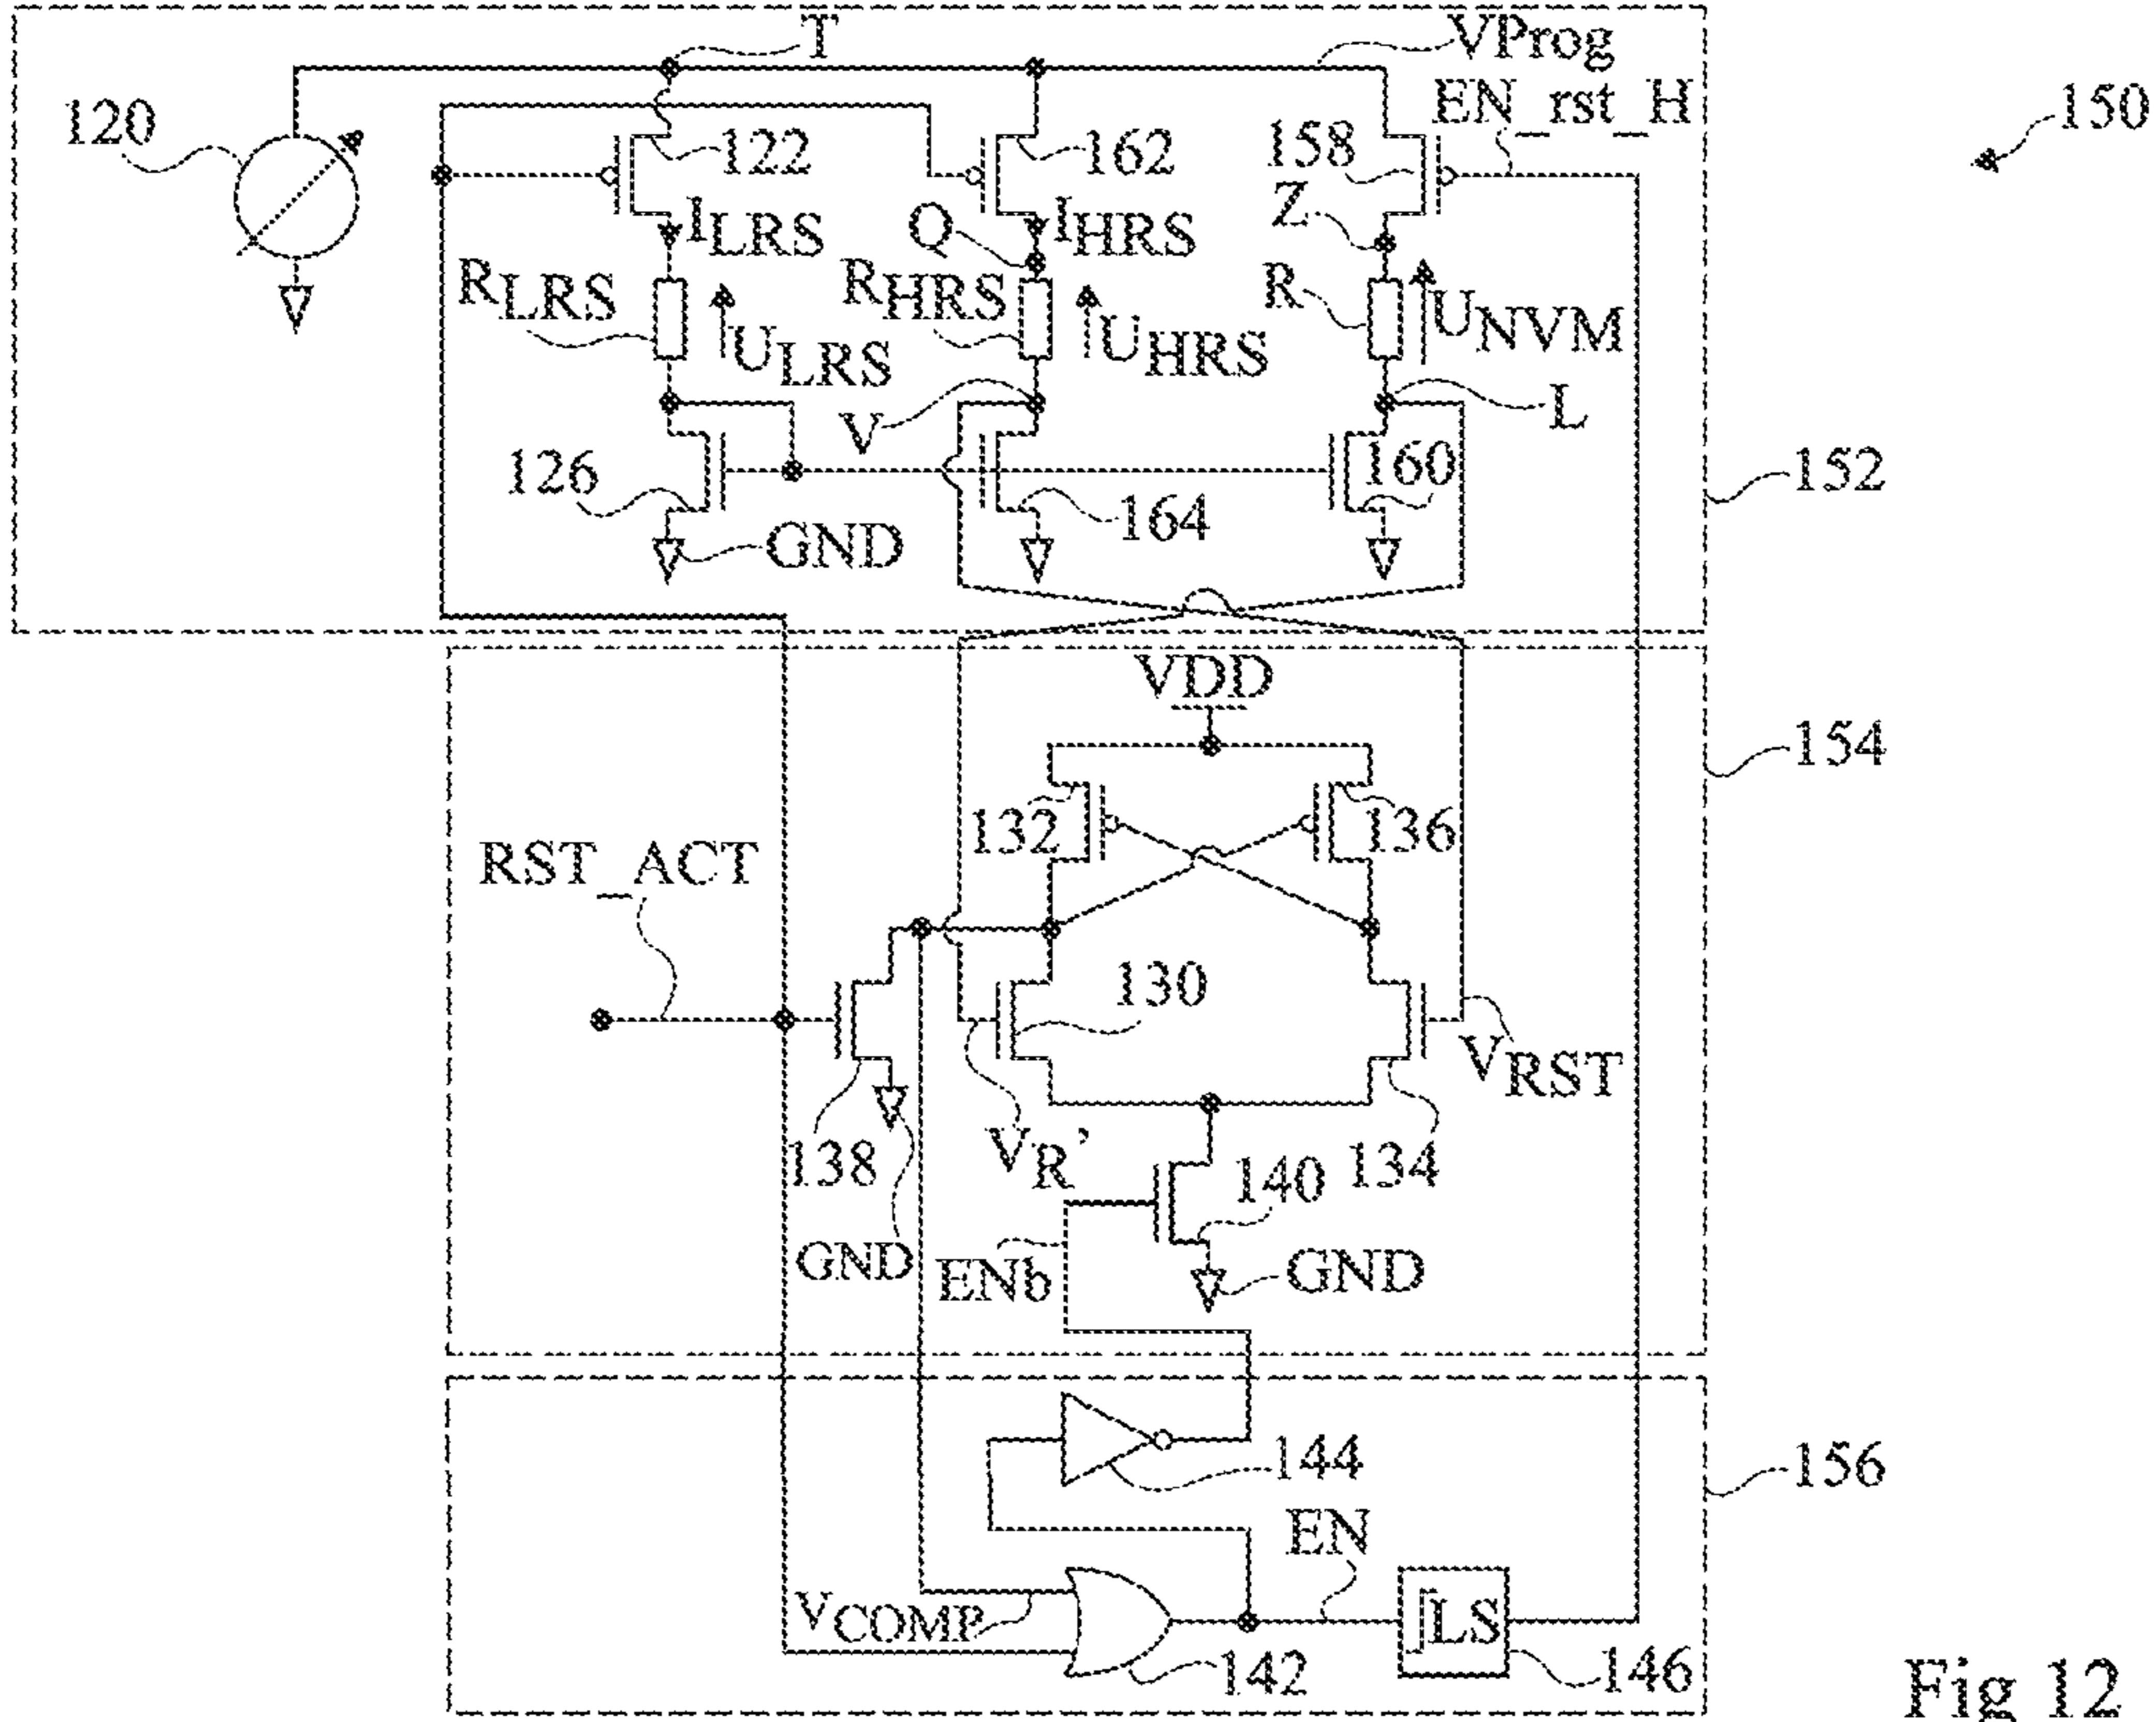 T
VProg
120
EN_rst_H
150
122
162
158
Z
Q
ILRS
IHRS
RLRS
RHRS
R
UNVM
ULRS
UHRS
V
L
126
160
152
164
GND
VDD
154
132
136
RST_ACT
130
VRST
138
VR'
140
134
GND
ENb
GND
144
156
EN
VCOMP
LS
142
146
Fig 12